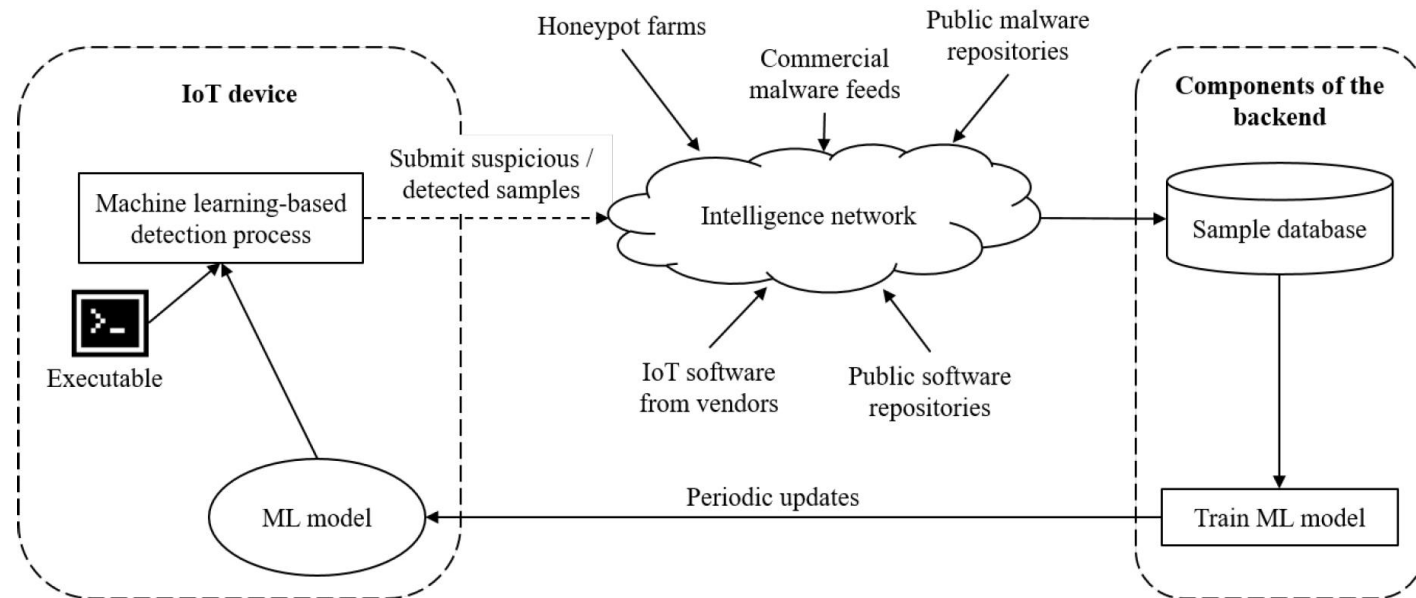 IoT device
Machine learning-based
detection process
Executable
ML model
Submit suspicious /
detected samples
Honeypot farms
Commercial
malware feeds
Public malware
repositories
Intelligence network
IoT software
from vendors
Public software
repositories
Periodic updates
Components of the
backend
Sample database
Train ML model